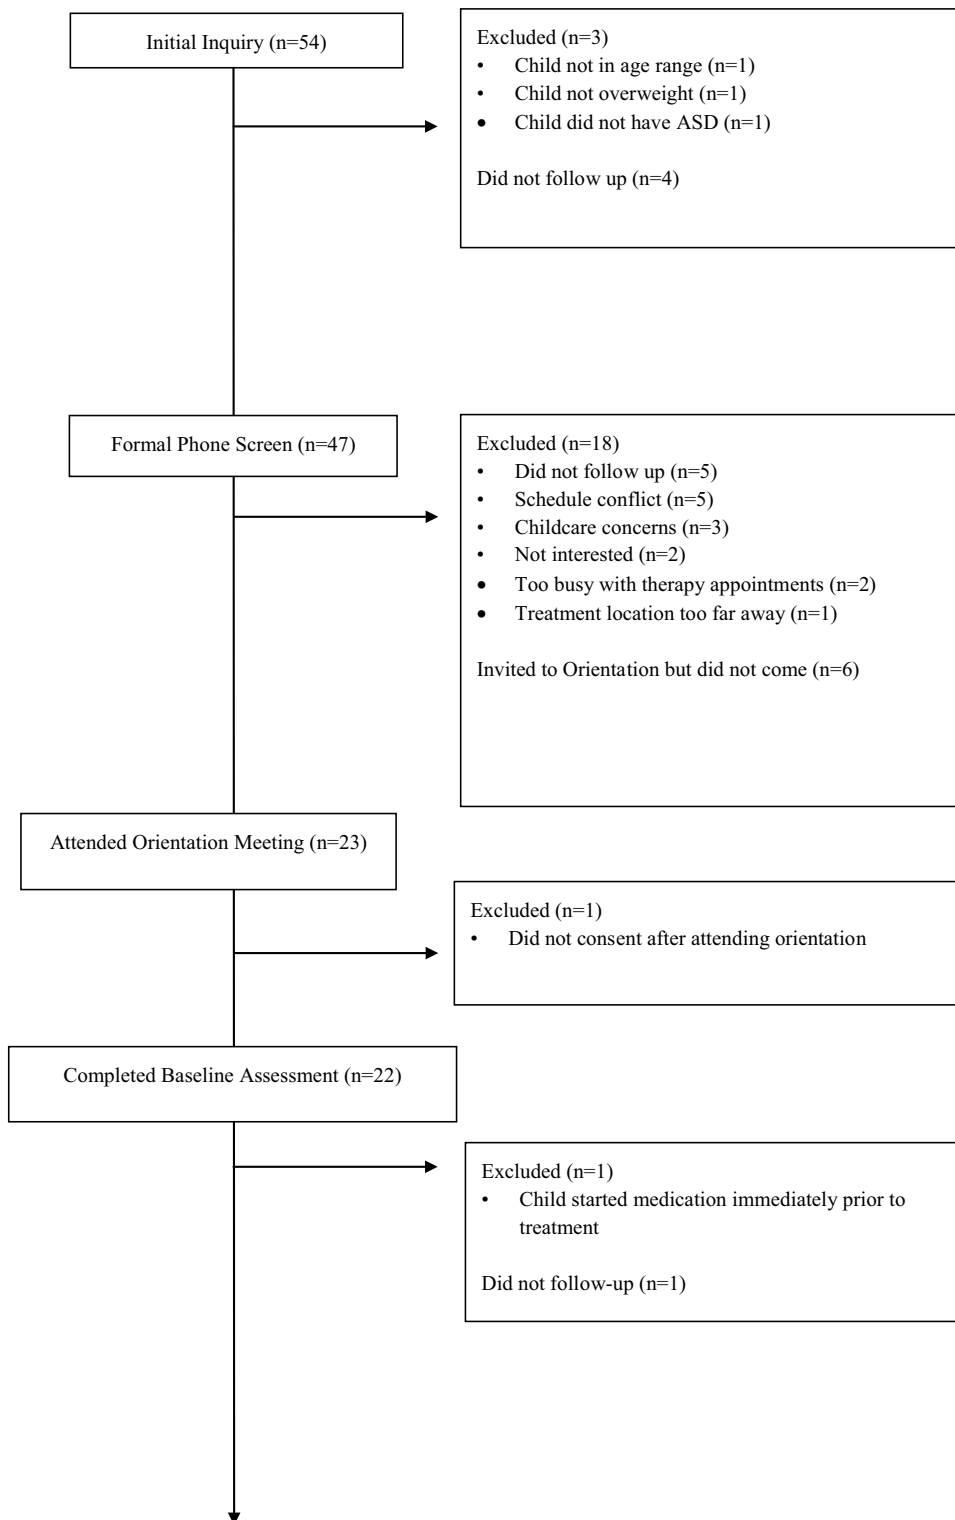 Initial Inquiry (n=54)
Excluded (n=3)
• Child not in age range (n=1)
• Child not overweight (n=1)
• Child did not have ASD (n=1)
Did not follow up (n=4)
Formal Phone Screen (n=47)
Excluded (n=18)
• Did not follow up (n=5)
• Schedule conflict (n=5)
• Childcare concerns (n=3)
• Not interested (n=2)
• Too busy with therapy appointments (n=2)
• Treatment location too far away (n=1)
Invited to Orientation but did not come (n=6)
Attended Orientation Meeting (n=23)
Excluded (n=1)
• Did not consent after attending orientation
Completed Baseline Assessment (n=22)
Excluded (n=1)
• Child started medication immediately prior to
treatment
Did not follow-up (n=1)